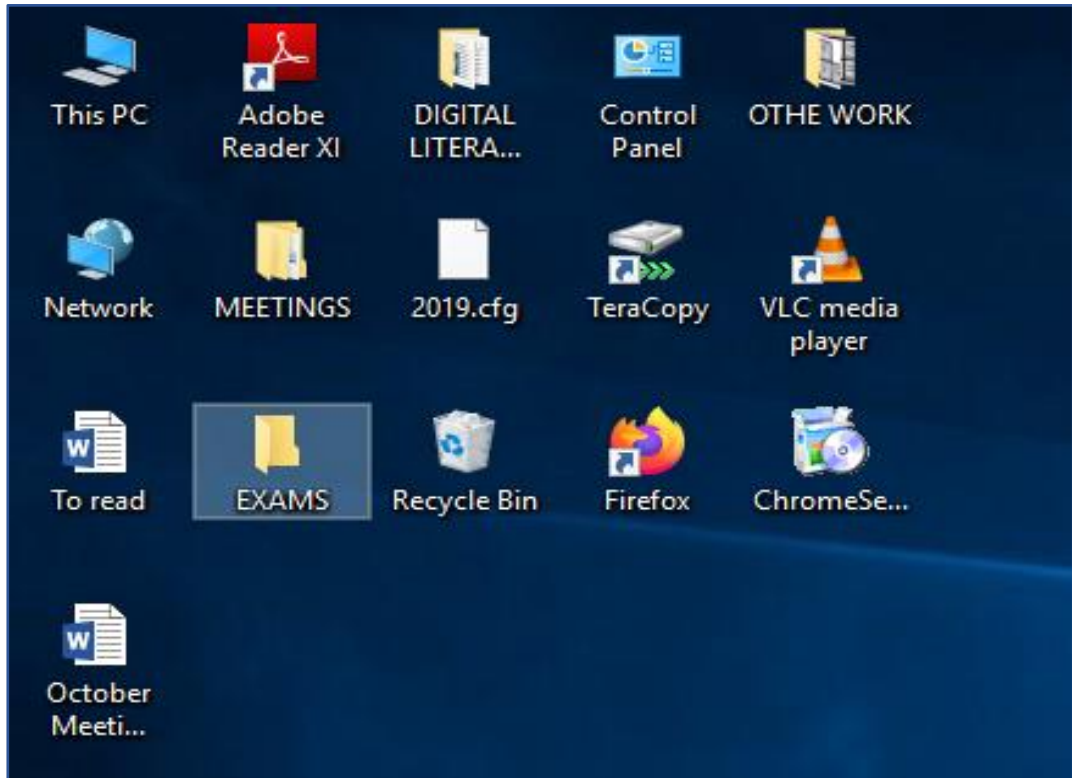 This PC
Adobe
Reader XI
DIGITAL
LITERA...
Control
Panel
OTHE WORK
Network
MEETINGS
2019.cfg
TeraCopy
VLC media
player
To read
EXAMS
Recycle Bin
Firefox
ChromeSe...
October
Meeti...